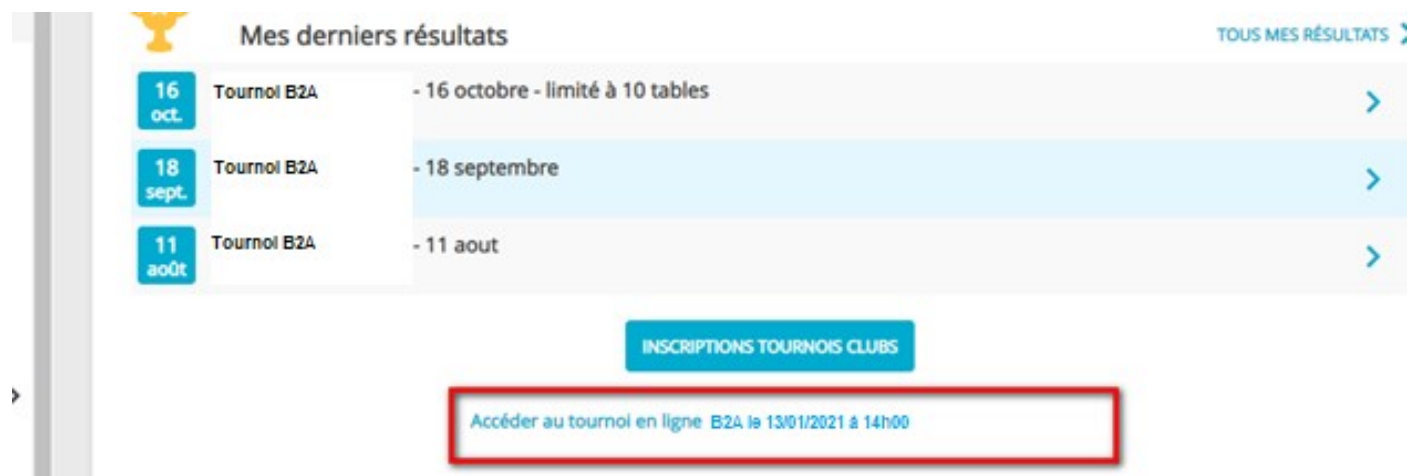 Mes derniers résultats TOUS MES RÉSULTATS
16 oct. Tournoi B2A - 16 octobre - limité à 10 tables
18 sept. Tournoi B2A - 18 septembre
11 août Tournoi B2A - 11 aout
INSCRIPTIONS TOURNOIS CLUBS
Accéder au tournoi en ligne B2A le 13/01/2021 à 14h00